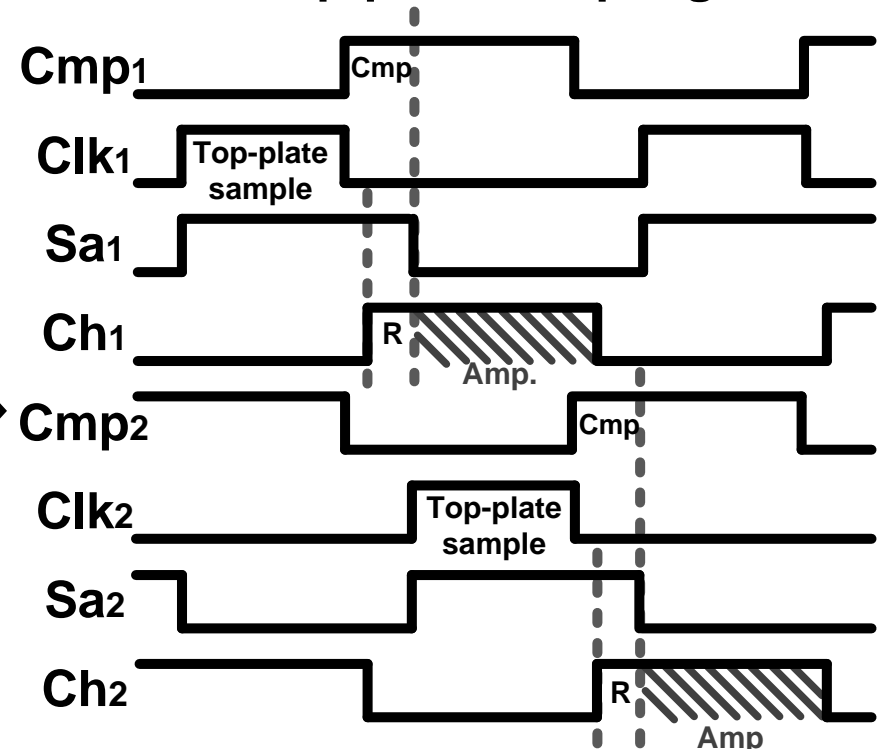 Cmp1
Cmp
Clk1
Top-plate
sample
Sa1
Ch1
R
Amp.
Cmp2
Cmp
Clk2
Top-plate
sample
Sa2
Ch2
R
Amp